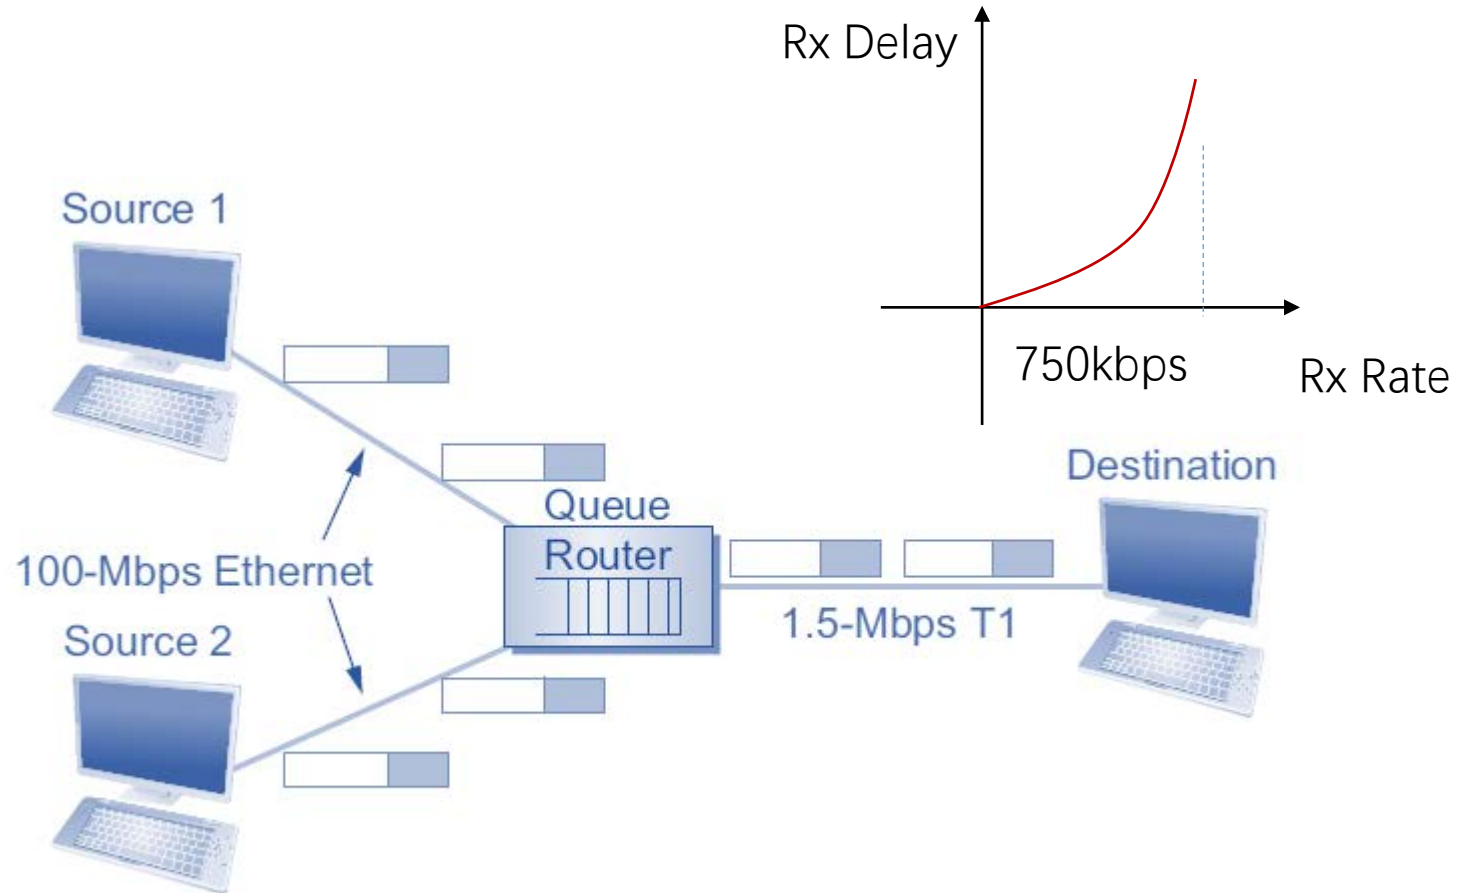 Rx Delay
750kbps
Rx Rate
Source 1
Queue
Router
Destination
100-Mbps Ethernet
1.5-Mbps T1
Source 2